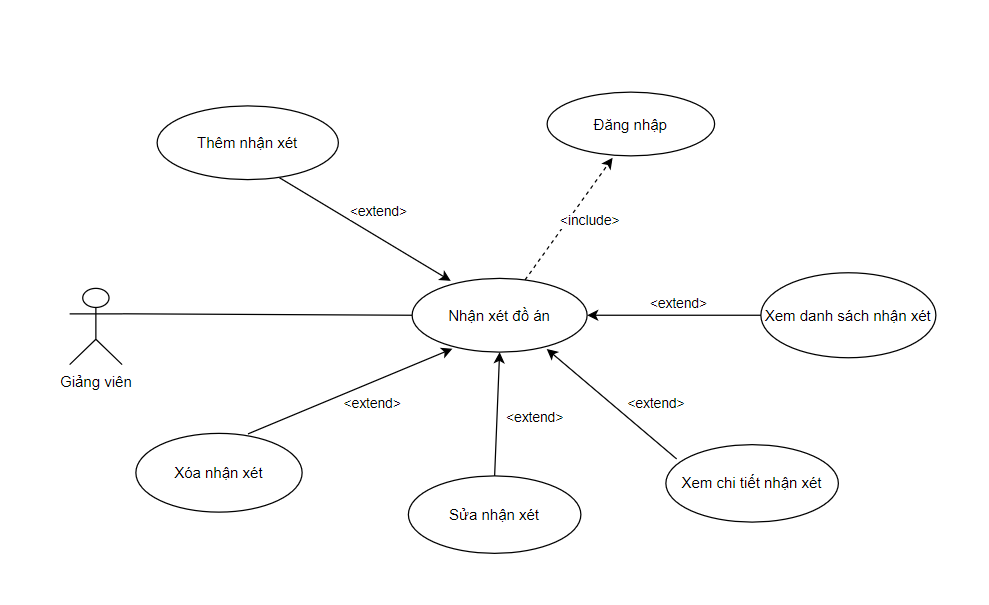 Đăng nhập
Thêm nhận xét
<extend>
<include>
<extend>
Nhận xét đồ án
Xem danh sách nhận xét
Giảng viên
<extend>
<extend>
<extend>
Xóa nhận xét
Xem chi tiết nhận xét
Sửa nhận xét